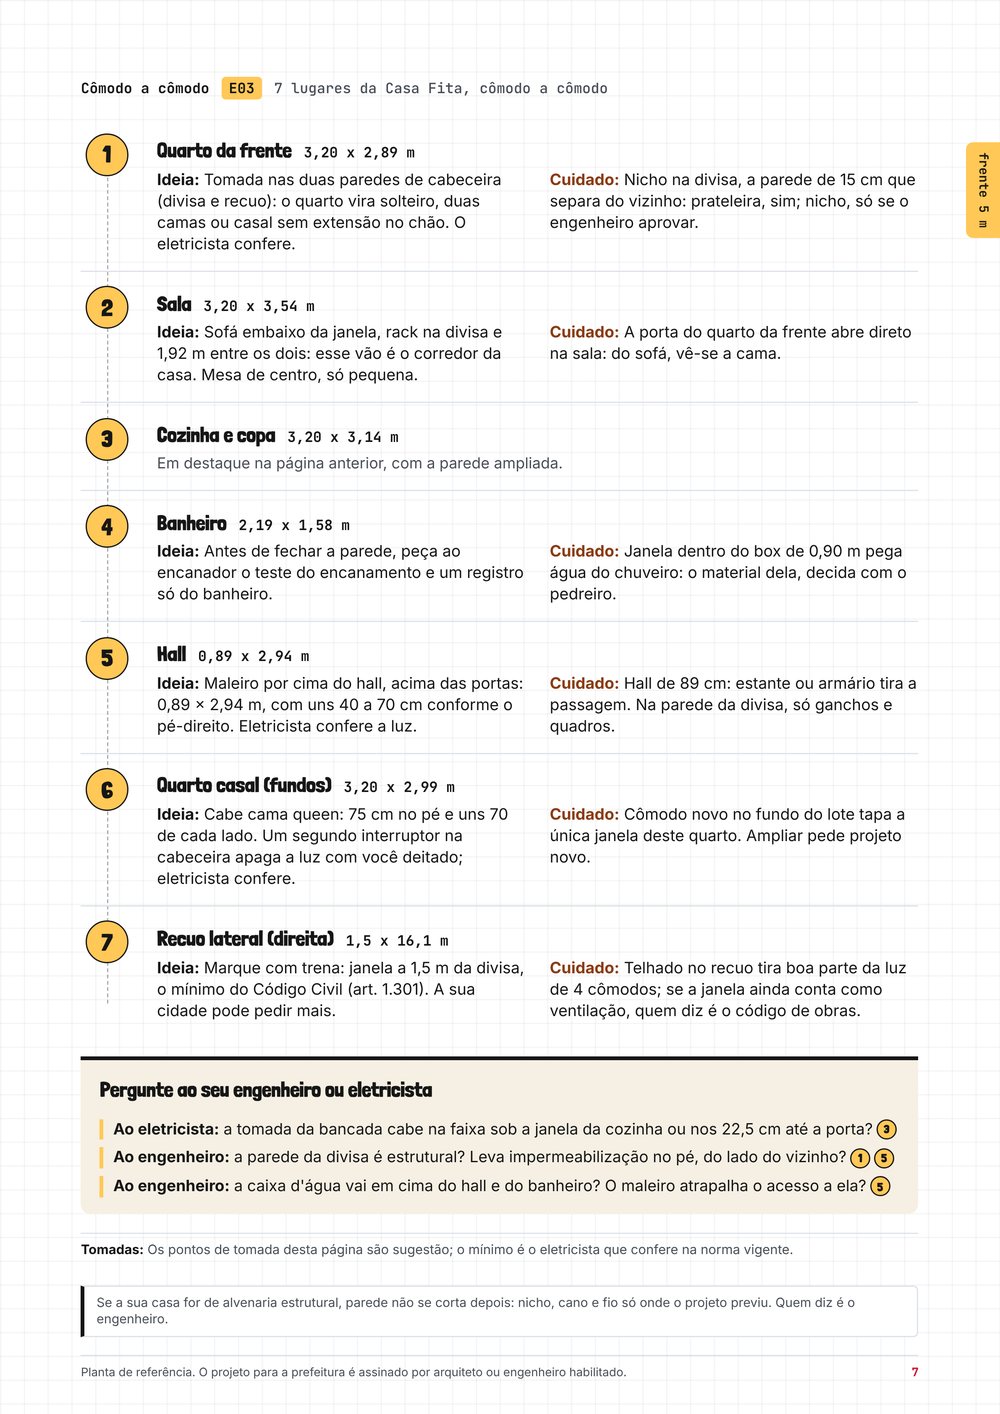 Cômodo a cômodo E03 7 lugares da Casa Fita, cômodo a cômodo
frente 5 m
1 Quarto da frente 3,20 x 2,89 m
Ideia: Tomada nas duas paredes de cabeceira
(divisa e recuo): o quarto vira solteiro, duas
camas ou casal sem extensão no chão. O
eletricista confere.
Cuidado: Nicho na divisa, a parede de 15 cm que
separa do vizinho: prateleira, sim; nicho, só se o
engenheiro aprovar.
2 Sala 3,20 x 3,54 m
Ideia: Sofá embaixo da janela, rack na divisa e
1,92 m entre os dois: esse vão é o corredor da
casa. Mesa de centro, só pequena.
Cuidado: A porta do quarto da frente abre direto
na sala: do sofá, vê-se a cama.
3 Cozinha e copa 3,20 x 3,14 m
Em destaque na página anterior, com a parede ampliada.
4 Banheiro 2,19 x 1,58 m
Ideia: Antes de fechar a parede, peça ao
encanador o teste do encanamento e um registro
só do banheiro.
Cuidado: Janela dentro do box de 0,90 m pega
água do chuveiro: o material dela, decida com o
pedreiro.
5 Hall 0,89 x 2,94 m
Ideia: Maleiro por cima do hall, acima das portas:
0,89 × 2,94 m, com uns 40 a 70 cm conforme o
pé-direito. Eletricista confere a luz.
Cuidado: Hall de 89 cm: estante ou armário tira a
passagem. Na parede da divisa, só ganchos e
quadros.
6 Quarto casal (fundos) 3,20 x 2,99 m
Ideia: Cabe cama queen: 75 cm no pé e uns 70
de cada lado. Um segundo interruptor na
cabeceira apaga a luz com você deitado;
eletricista confere.
Cuidado: Cômodo novo no fundo do lote tapa a
única janela deste quarto. Ampliar pede projeto
novo.
7 Recuo lateral (direita) 1,5 x 16,1 m
Ideia: Marque com trena: janela a 1,5 m da divisa,
o mínimo do Código Civil (art. 1.301). A sua
cidade pode pedir mais.
Cuidado: Telhado no recuo tira boa parte da luz
de 4 cômodos; se a janela ainda conta como
ventilação, quem diz é o código de obras.
Pergunte ao seu engenheiro ou eletricista
Ao eletricista: a tomada da bancada cabe na faixa sob a janela da cozinha ou nos 22,5 cm até a porta? 3
Ao engenheiro: a parede da divisa é estrutural? Leva impermeabilização no pé, do lado do vizinho? 1 5
Ao engenheiro: a caixa d'água vai em cima do hall e do banheiro? O maleiro atrapalha o acesso a ela? 5
Tomadas: Os pontos de tomada desta página são sugestão; o mínimo é o eletricista que confere na norma vigente.
Se a sua casa for de alvenaria estrutural, parede não se corta depois: nicho, cano e fio só onde o projeto previu. Quem diz é o
engenheiro.
Planta de referência. O projeto para a prefeitura é assinado por arquiteto ou engenheiro habilitado. 7